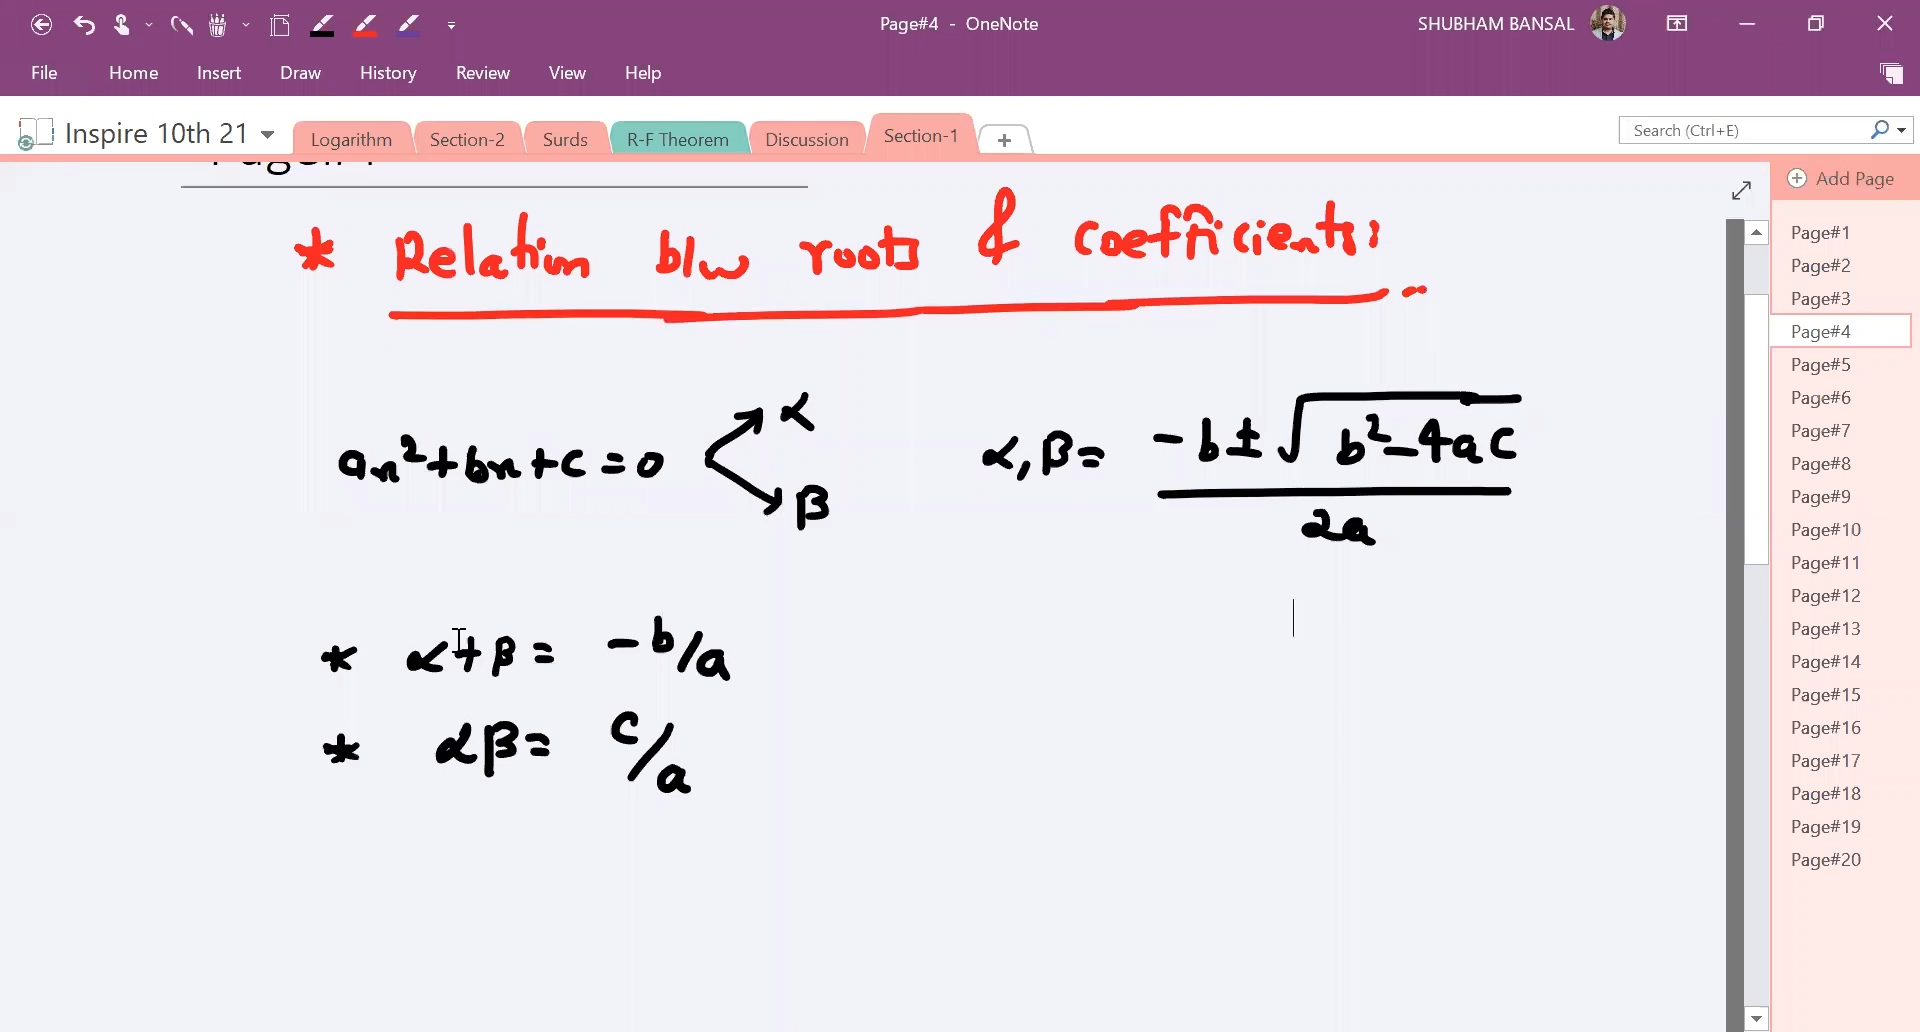 Page#4 - OneNote
SHUBHAM BANSAL
File Home Insert Draw History Review View Help
Inspire 10th 21
Logarithm Section-2 Surds R-F Theorem Discussion Section-1 +
Search (Ctrl+E)
Add Page
* Relation b/w roots & coefficients:
ax²+bx+c=0
α
β
α,β= -b±√b²-4ac
2a
* α+β= -b/a
* αβ= c/a
Page#1
Page#2
Page#3
Page#4
Page#5
Page#6
Page#7
Page#8
Page#9
Page#10
Page#11
Page#12
Page#13
Page#14
Page#15
Page#16
Page#17
Page#18
Page#19
Page#20